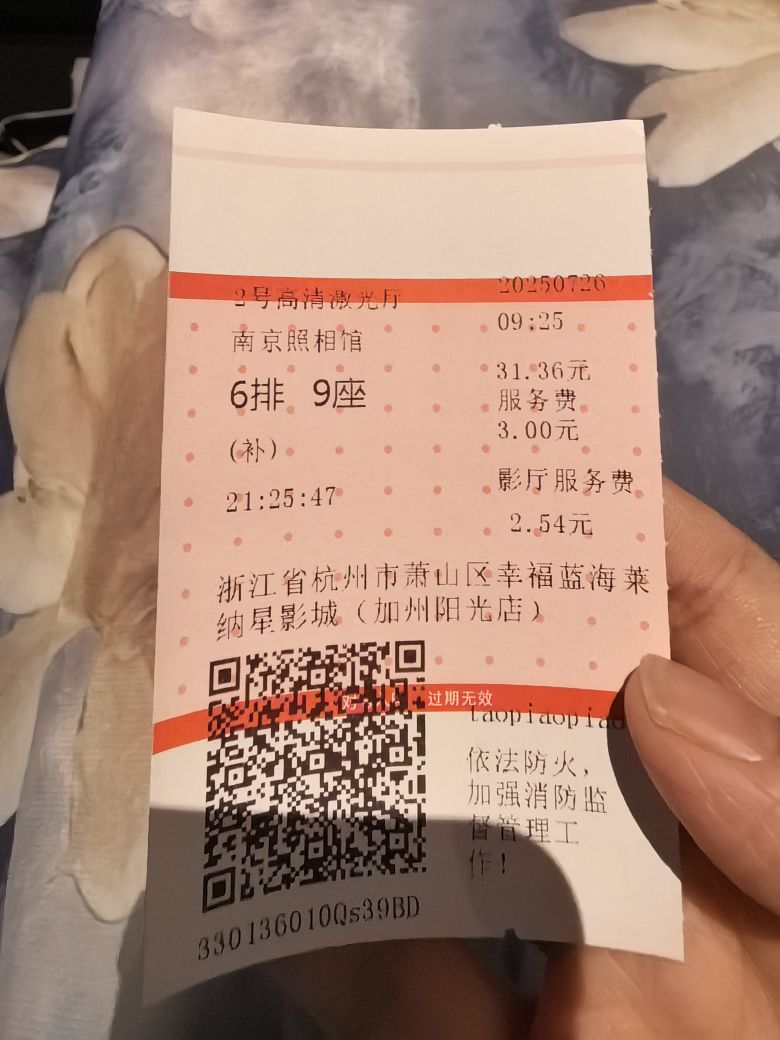 2号高清激光厅
20250726
南京照相馆
09:25
6排 9座
31.36元
服务费
3.00元
(补)
影厅服务费
21:25:47
2.54元
浙江省杭州市萧山区幸福蓝海莱
纳星影城（加州阳光店）
过期无效
taopiaopiao
依法防火，
加强消防监
督管理工
作！
330136010Qs39BD